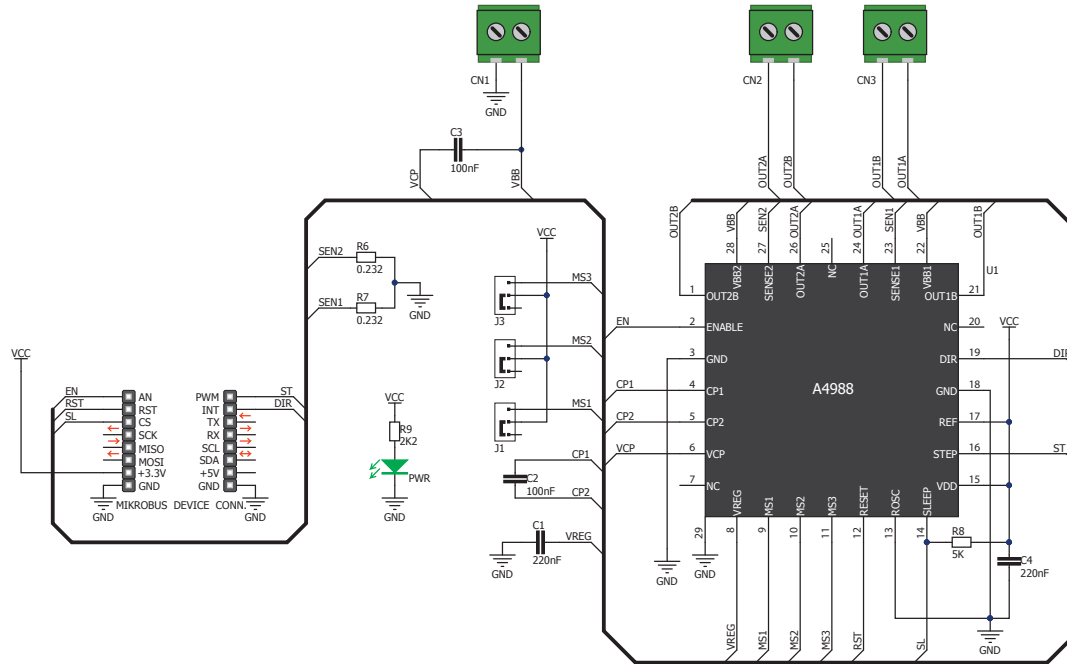 CN1
GND
CN2
CN3
C3
100nF
VCP
VBB
OUT2A
OUT2B
OUT1B
OUT1A
OUT2B
VBB
SEN2
OUT2A
OUT1A
SEN1
VBB
OUT1B
28
27
26
25
24
23
22
VBB2
SENSE2
OUT2A
NC
OUT1A
SENSE1
VBB1
U1
SEN2
R6
0.232
SEN1
R7
0.232
GND
VCC
MS3
J3
MS2
J2
MS1
J1
1
OUT2B
OUT1B
21
EN
2
ENABLE
NC
20
VCC
3
GND
DIR
19
DIR
A4988
CP1
4
CP1
GND
18
CP2
5
CP2
REF
17
VCP
6
VCP
STEP
16
ST
7
NC
VDD
15
VREG
MS1
MS2
MS3
RESET
ROSC
SLEEP
29
8
9
10
11
12
13
14
GND
GND
R8
5K
C4
220nF
GND
VREG
MS1
MS2
MS3
RST
SL
CP1
C2
100nF
CP2
C1
VREG
220nF
GND
VCC
R9
2K2
PWR
GND
VCC
EN
AN
PWM
ST
RST
RST
INT
DIR
SL
CS
TX
SCK
RX
MISO
SCL
MOSI
SDA
+3.3V
+5V
GND
GND
MIKROBUS DEVICE CONN.
GND
GND